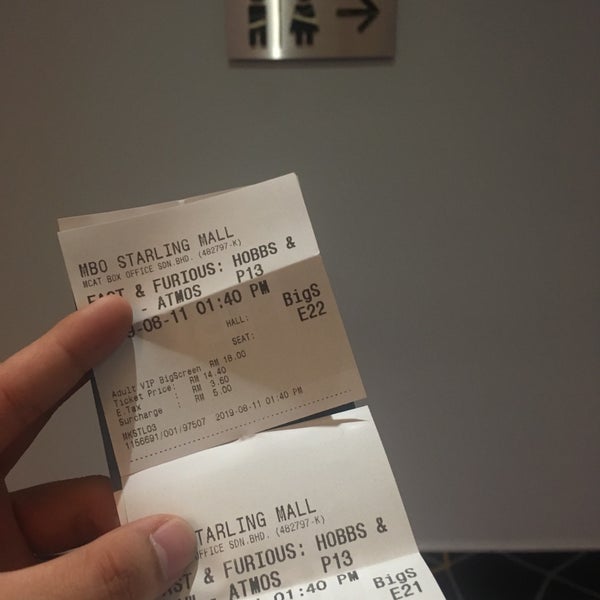 MBO STARLING MALL
MCAT BOX OFFICE SDN.BHD. (482797-K)
FAST & FURIOUS: HOBBS &
- ATMOS P13
9-08-11 01:40 PM
HALL: BigS
SEAT: E22
Adult VIP BigScreen RM 18.00
Ticket Price: RM 14.40
E.Tax : RM 3.60
Surcharge : RM 5.00
MKSTL03
1156691/001/97507 2019-08-11 01:40 PM
STARLING MALL
OFFICE SDN.BHD. (482797-K)
ST & FURIOUS: HOBBS &
- ATMOS P13
01:40 PM BigS
E21